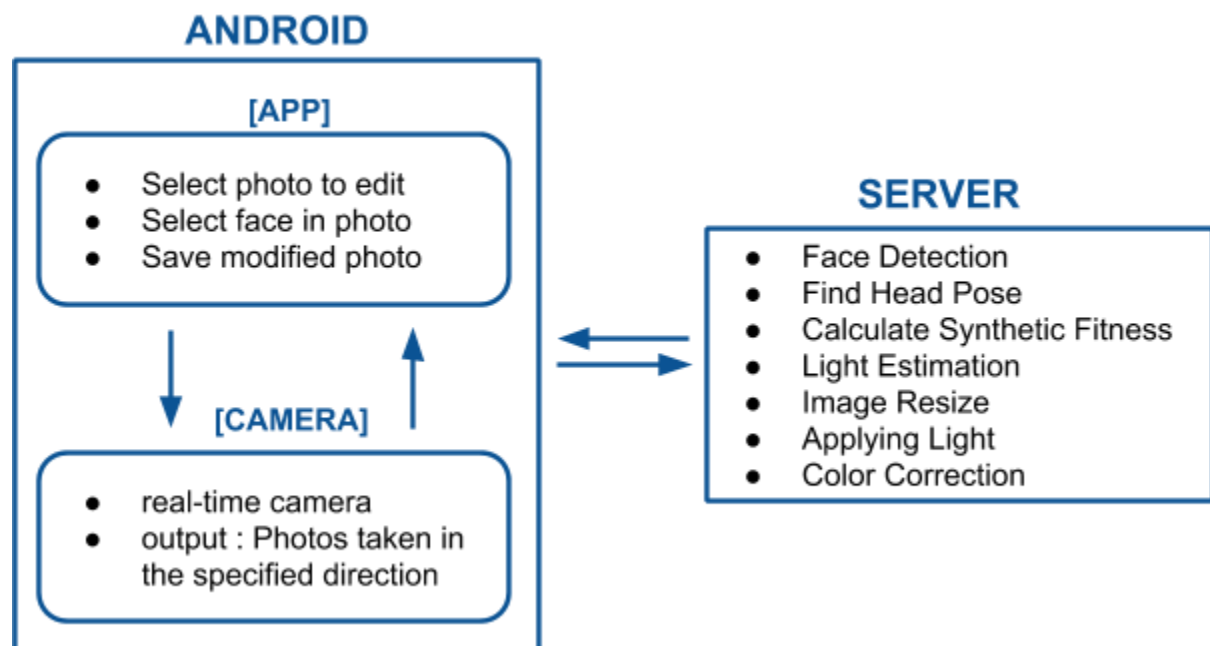 ANDROID
[APP]
● Select photo to edit
● Select face in photo
● Save modified photo
[CAMERA]
● real-time camera
● output : Photos taken in
the specified direction
SERVER
● Face Detection
● Find Head Pose
● Calculate Synthetic Fitness
● Light Estimation
● Image Resize
● Applying Light
● Color Correction